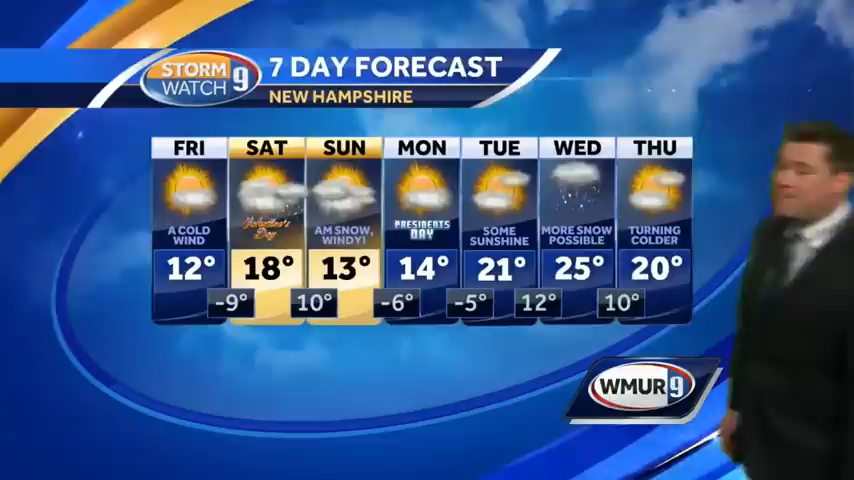 STORM
WATCH 9
7 DAY FORECAST
NEW HAMPSHIRE
FRI SAT SUN MON TUE WED THU
A COLD
WIND
Valentine's
Day
AM SNOW,
WINDY!
PRESIDENTS
DAY
SOME
SUNSHINE
MORE SNOW
POSSIBLE
TURNING
COLDER
12° 18° 13° 14° 21° 25° 20°
-9° 10° -6° -5° 12° 10°
WMUR 9